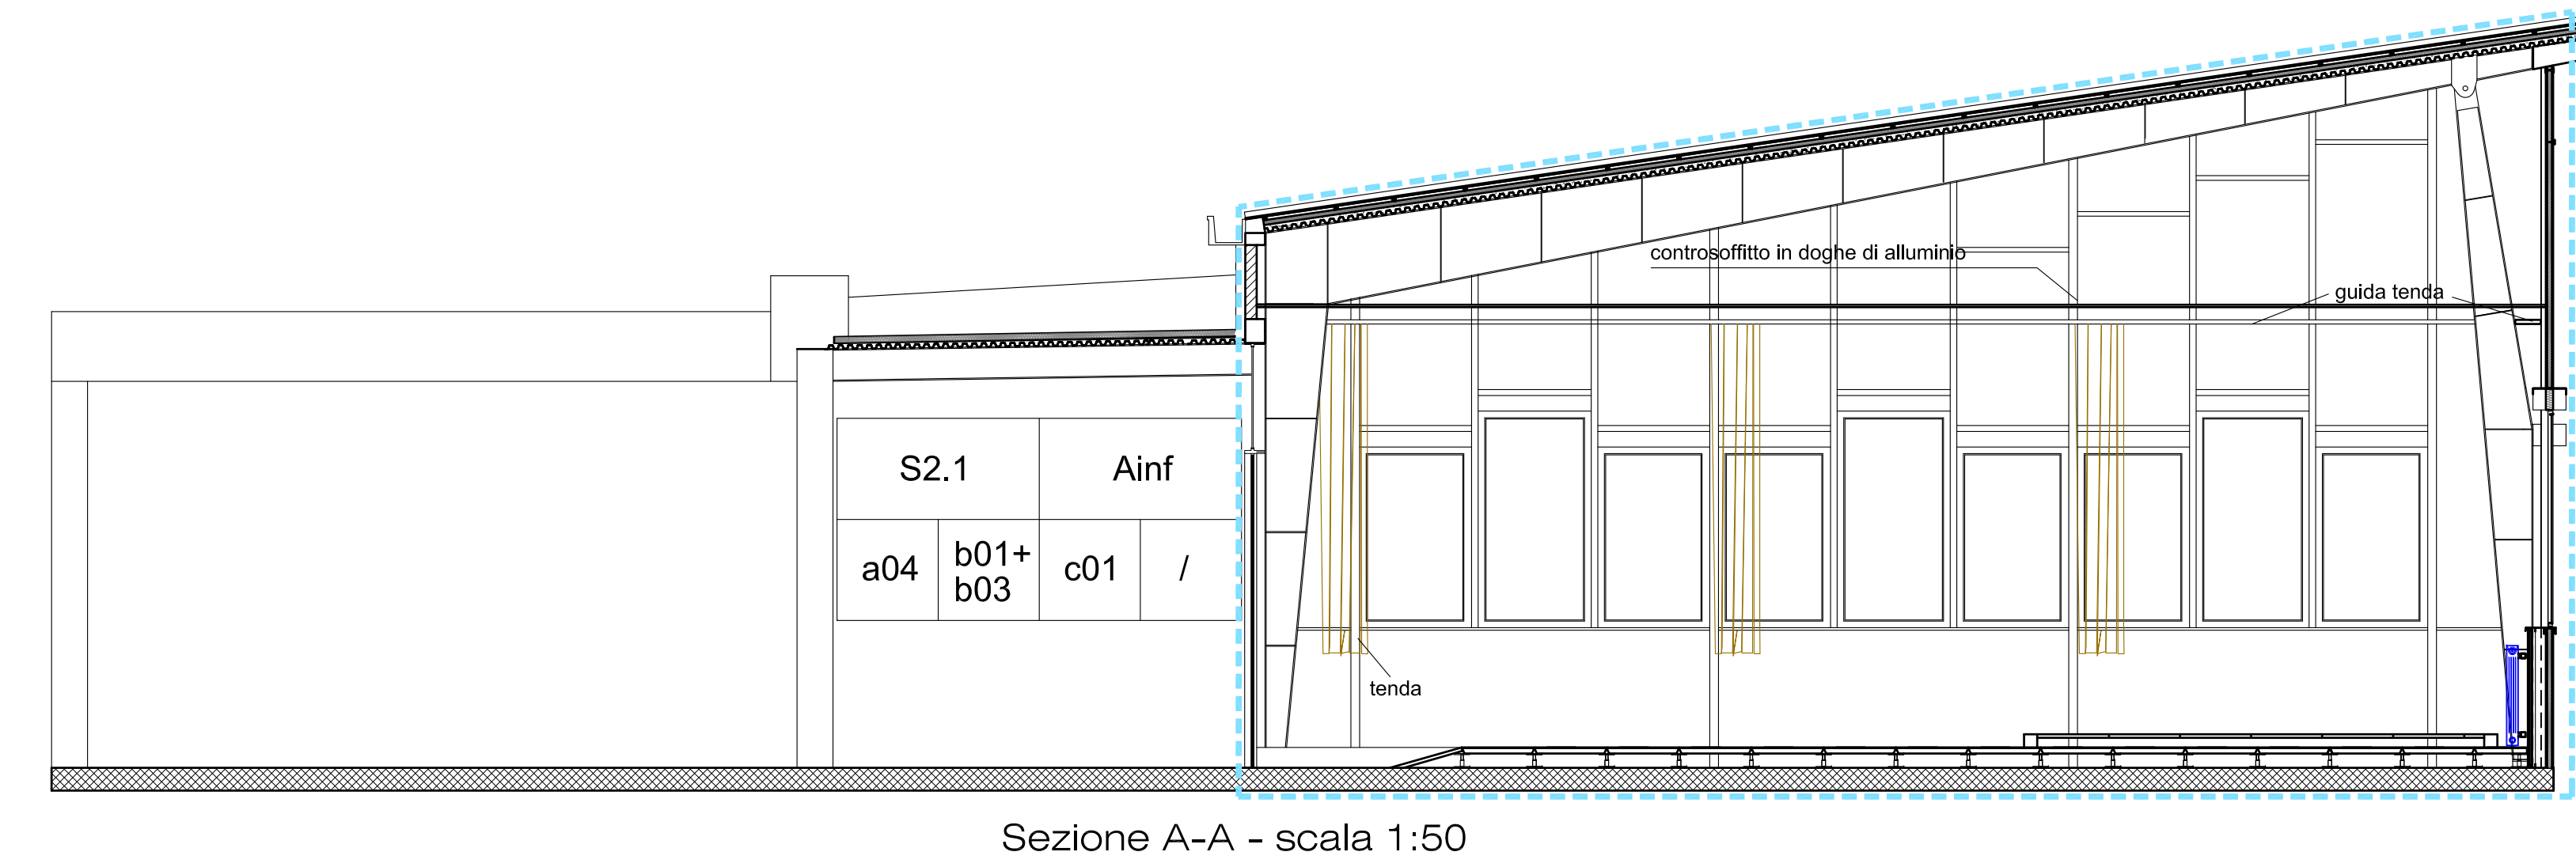 controsoffitto in doghe di alluminio
guida tenda
S2.1
Ainf
a04
b01+
b03
c01
/
tenda
Sezione A-A - scala 1:50